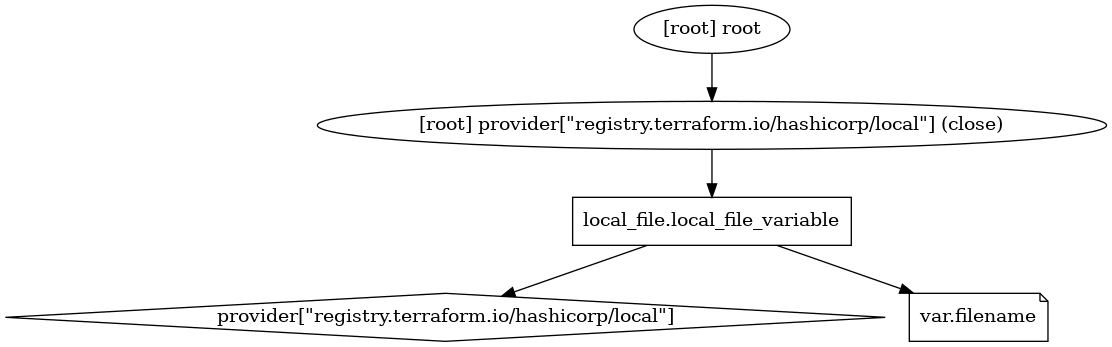 [root] root
[root] provider["registry.terraform.io/hashicorp/local"] (close)
local_file.local_file_variable
provider["registry.terraform.io/hashicorp/local"]
var.filename